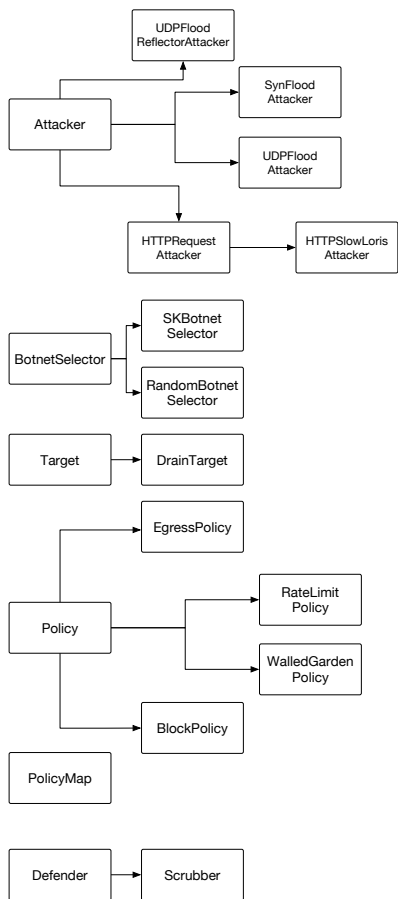 UDPFlood
ReflectorAttacker
SynFlood
Attacker
Attacker
UDPFlood
Attacker
HTTPRequest
Attacker
HTTPSlowLoris
Attacker
SKBotnet
Selector
BotnetSelector
RandomBotnet
Selector
Target
DrainTarget
EgressPolicy
RateLimit
Policy
Policy
WalledGarden
Policy
BlockPolicy
PolicyMap
Defender
Scrubber